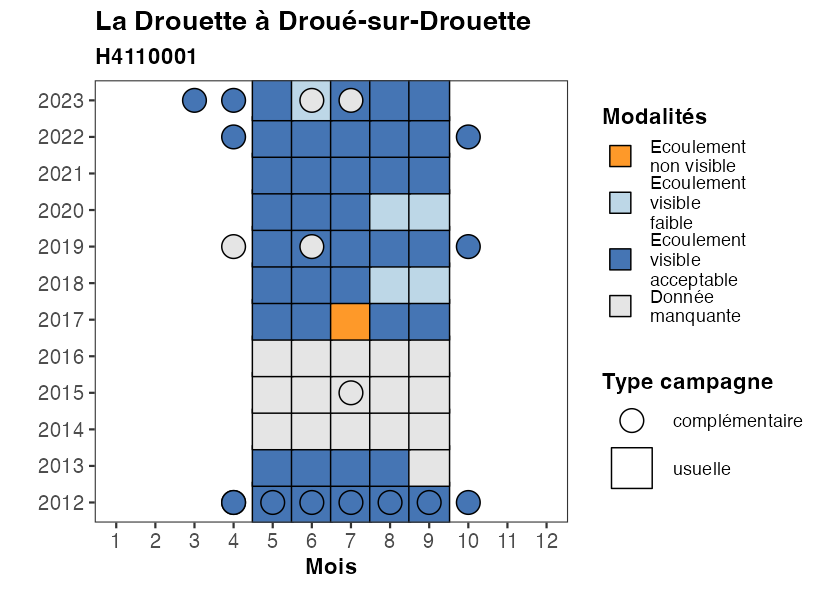 La Drouette à Droué-sur-Drouette
H4110001
2023
2022
2021
2020
2019
2018
2017
2016
2015
2014
2013
2012
1 2 3 4 5 6 7 8 9 10 11 12
Mois
Modalités
Ecoulement
non visible
Ecoulement
visible
faible
Ecoulement
visible
acceptable
Donnée
manquante
Type campagne
complémentaire
usuelle